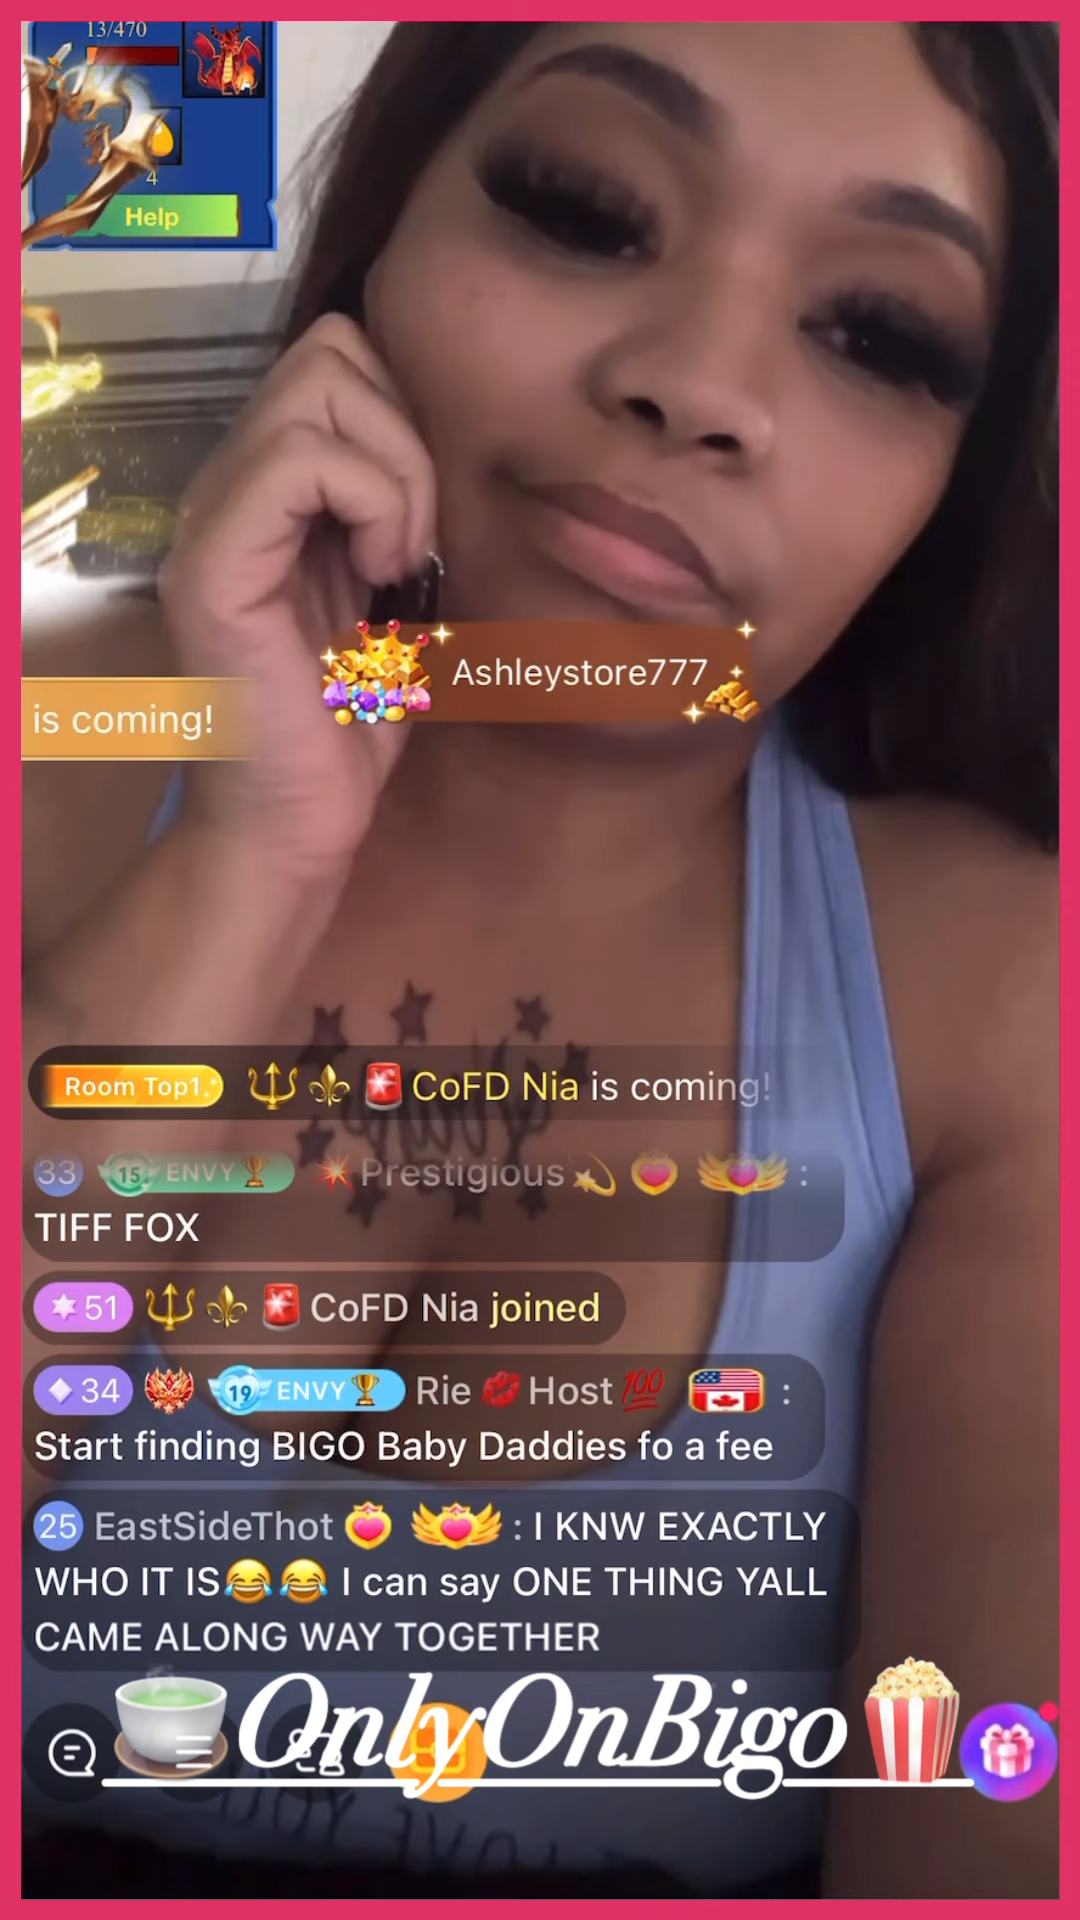 13/470
4
Help
Ashleystore777
is coming!
Room Top1 🔱⚜️🚨CoFD Nia is coming!
33 15 ENVY🏆 💥Prestigious💫 :
TIFF FOX
51 🔱⚜️🚨 CoFD Nia joined
34 19 ENVY🏆 Rie💋Host💯 :
Start finding BIGO Baby Daddies fo a fee
25 EastSideThot : I KNW EXACTLY
WHO IT IS😂😂 I can say ONE THING YALL
CAME ALONG WAY TOGETHER
🍵OnlyOnBigo🍿